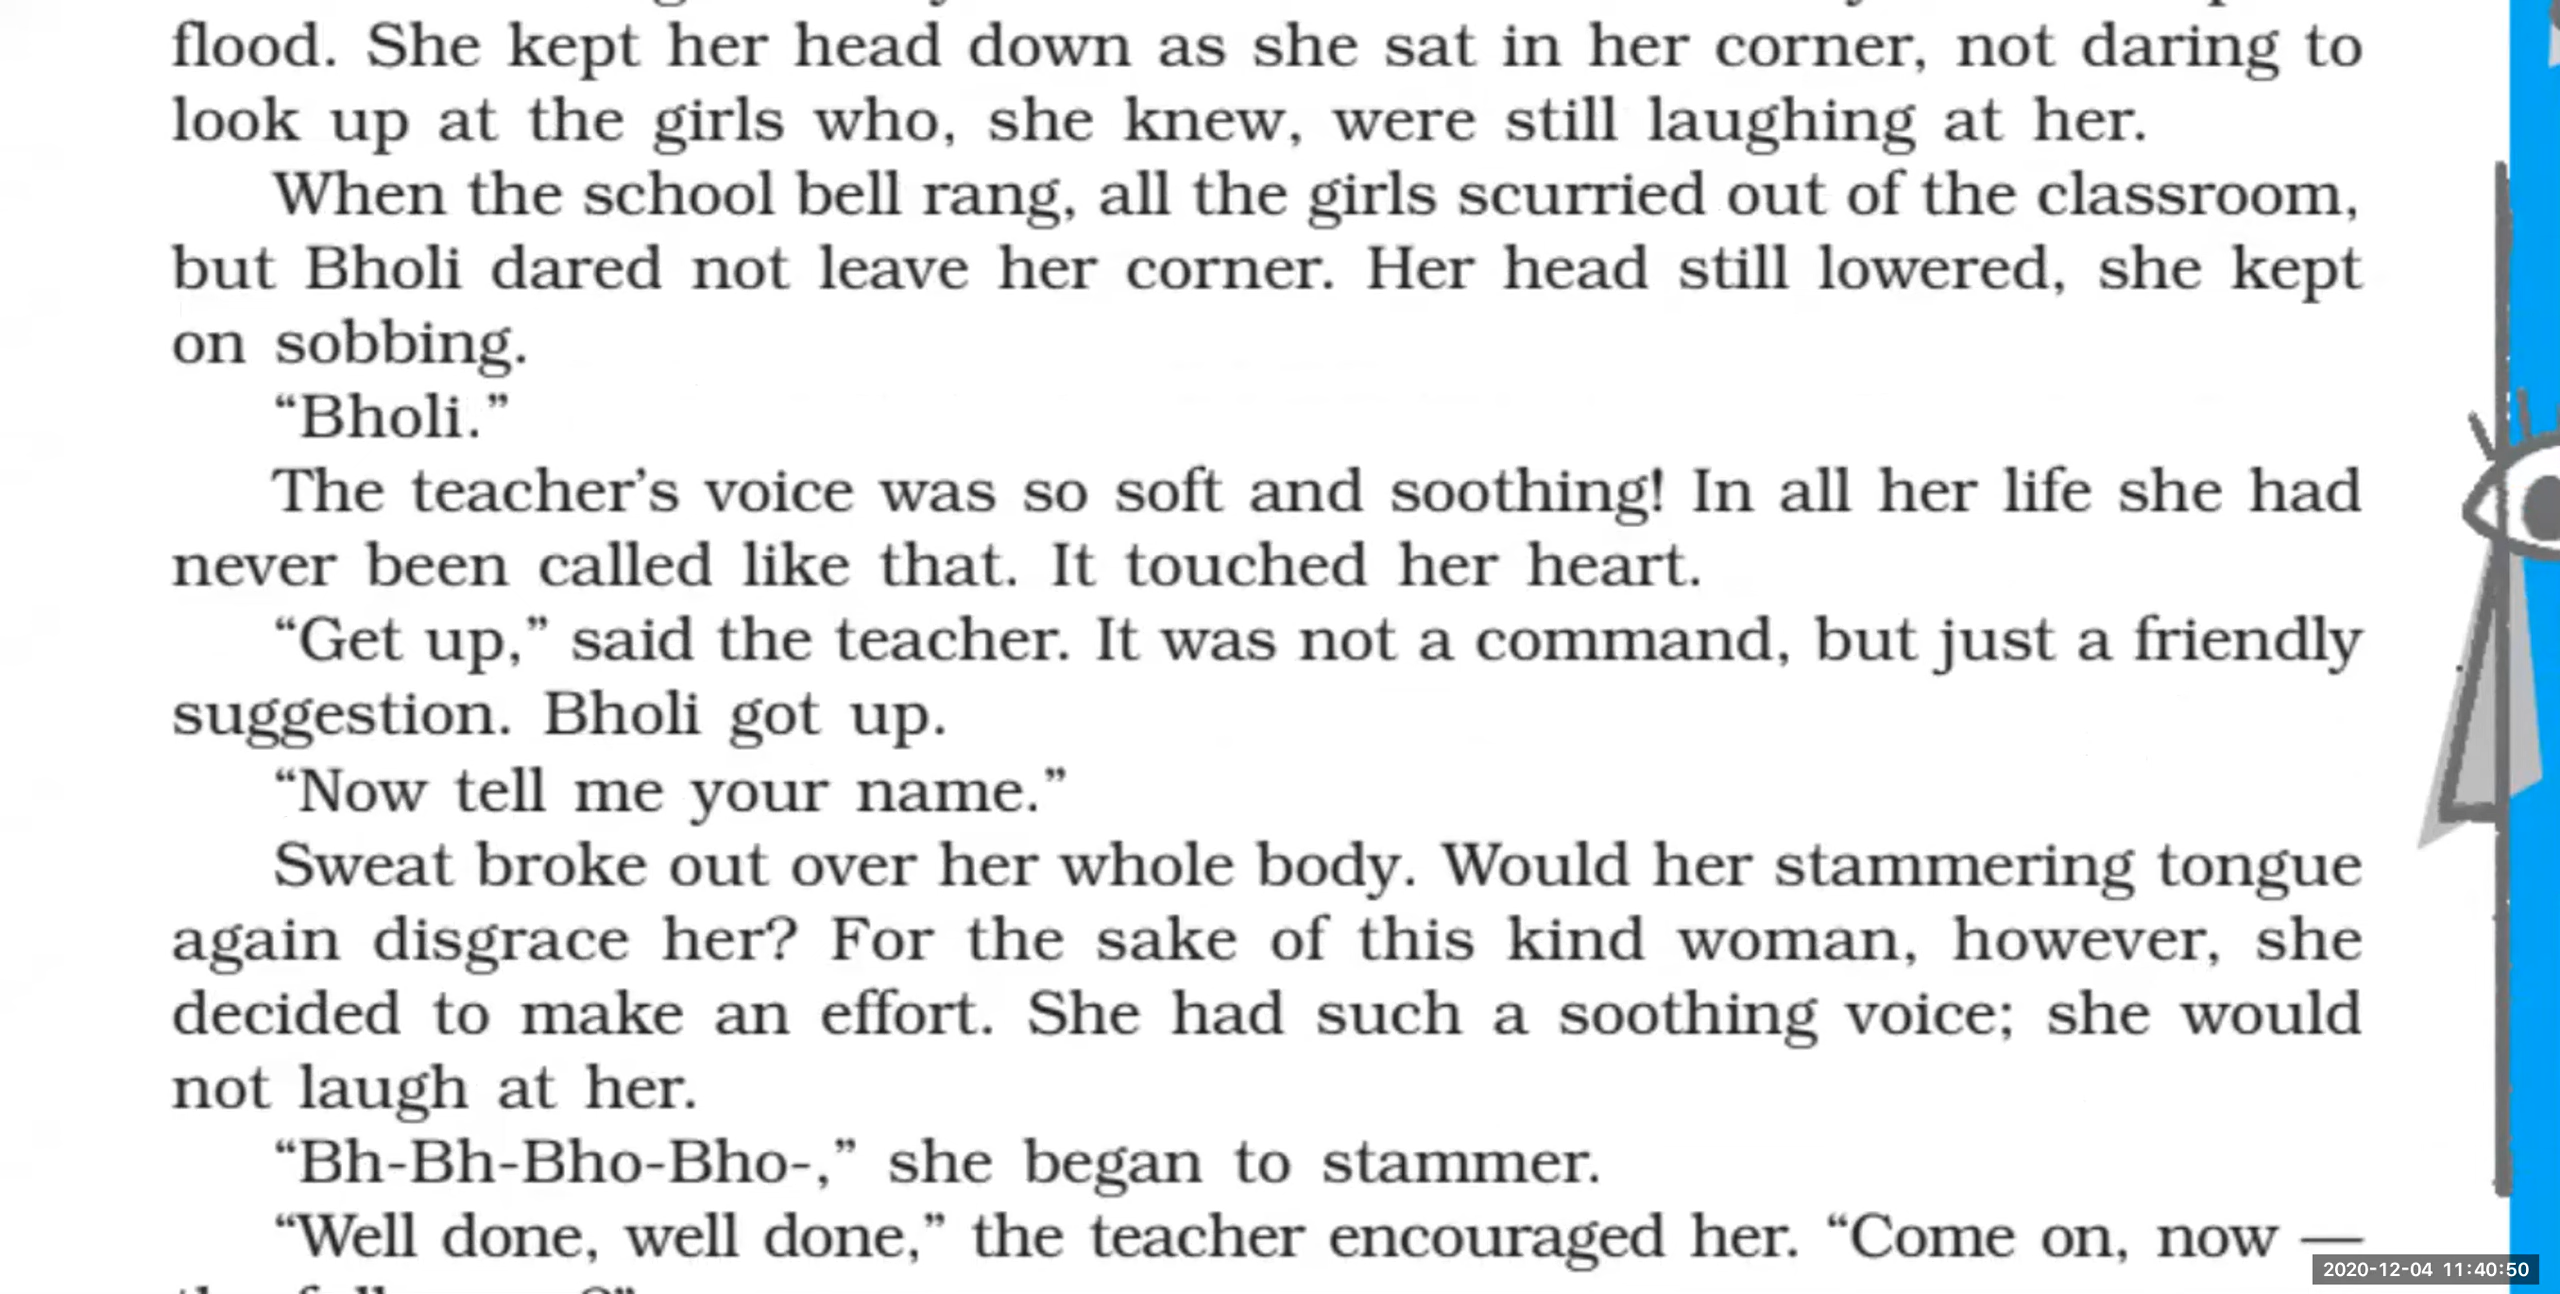 flood. She kept her head down as she sat in her corner, not daring to
look up at the girls who, she knew, were still laughing at her.
When the school bell rang, all the girls scurried out of the classroom,
but Bholi dared not leave her corner. Her head still lowered, she kept
on sobbing.
“Bholi.”
The teacher’s voice was so soft and soothing! In all her life she had
never been called like that. It touched her heart.
“Get up,” said the teacher. It was not a command, but just a friendly
suggestion. Bholi got up.
“Now tell me your name.”
Sweat broke out over her whole body. Would her stammering tongue
again disgrace her? For the sake of this kind woman, however, she
decided to make an effort. She had such a soothing voice; she would
not laugh at her.
“Bh-Bh-Bho-Bho-,” she began to stammer.
“Well done, well done,” the teacher encouraged her. “Come on, now —
2020-12-04 11:40:50